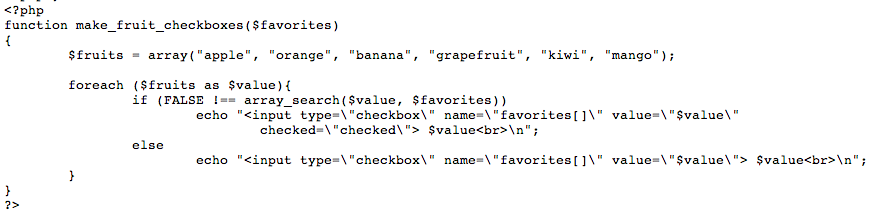 <?php
function make_fruit_checkboxes($favorites)
{
        $fruits = array("apple", "orange", "banana", "grapefruit", "kiwi", "mango");

        foreach ($fruits as $value){
                if (FALSE !== array_search($value, $favorites))
                        echo "<input type=\"checkbox\" name=\"favorites[]\" value=\"$value\"
                                checked=\"checked\"> $value<br>\n";
                else
                        echo "<input type=\"checkbox\" name=\"favorites[]\" value=\"$value\"> $value<br>\n";
        }
}
?>